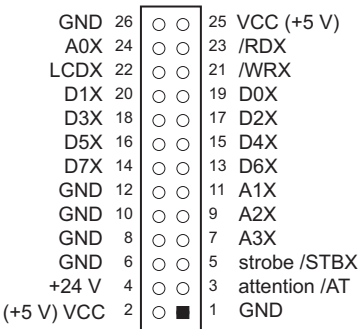 GND 26 25 VCC (+5 V)
A0X 24 23 /RDX
LCDX 22 21 /WRX
D1X 20 19 D0X
D3X 18 17 D2X
D5X 16 15 D4X
D7X 14 13 D6X
GND 12 11 A1X
GND 10 9 A2X
GND 8 7 A3X
GND 6 5 strobe /STBX
+24 V 4 3 attention /AT
(+5 V) VCC 2 1 GND